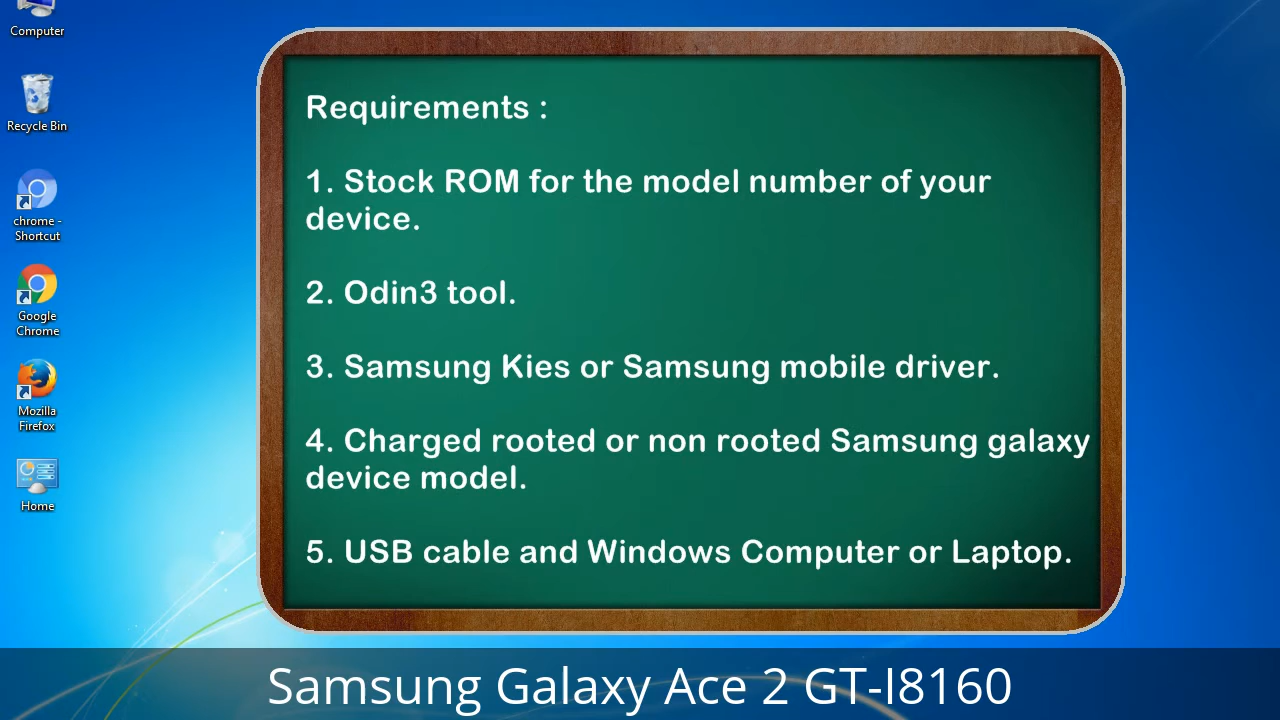 Computer
Recycle Bin
chrome -
Shortcut
Google
Chrome
Mozilla
Firefox
Home
Requirements :
1. Stock ROM for the model number of your
device.
2. Odin3 tool.
3. Samsung Kies or Samsung mobile driver.
4. Charged rooted or non rooted Samsung galaxy
device model.
5. USB cable and Windows Computer or Laptop.
Samsung Galaxy Ace 2 GT-I8160